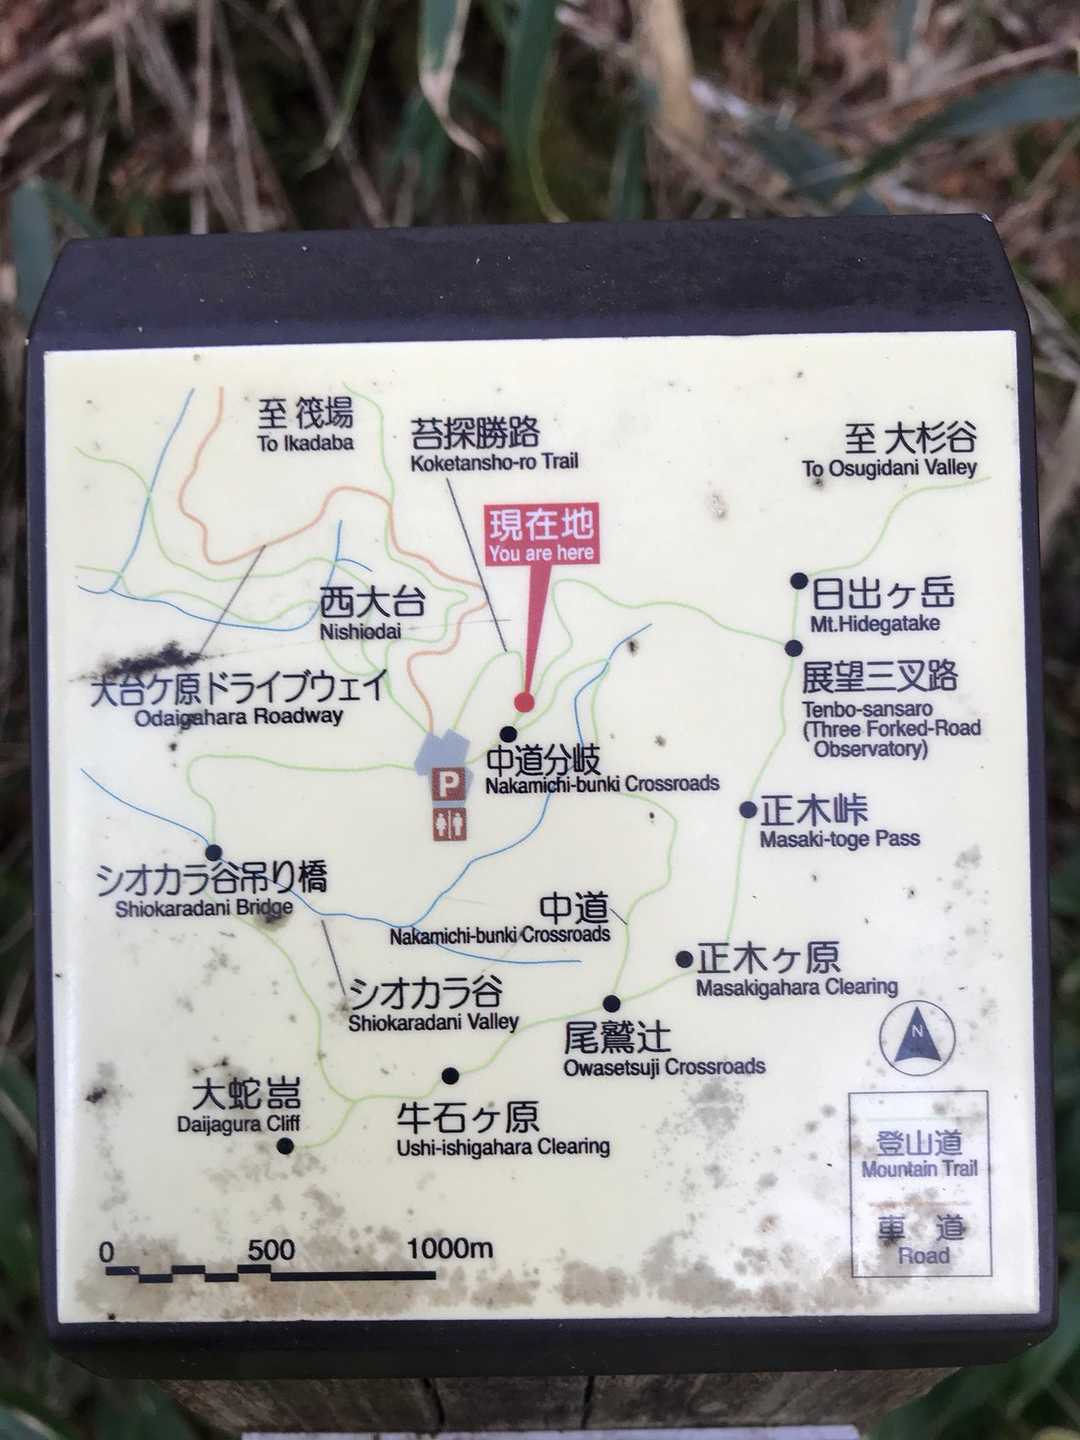 至 筏場
To Ikadaba
苔探勝路
Koketansho-ro Trail
至 大杉谷
To Osugidani Valley
現在地
You are here
西大台
Nishiodai
日出ヶ岳
Mt.Hidegatake
大台ケ原ドライブウェイ
Odaigahara Roadway
展望三叉路
Tenbo-sansaro
(Three Forked-Road
Observatory)
中道分岐
Nakamichi-bunki Crossroads
P
正木峠
Masaki-toge Pass
シオカラ谷吊り橋
Shiokaradani Bridge
中道
Nakamichi-bunki Crossroads
正木ヶ原
Masakigahara Clearing
シオカラ谷
Shiokaradani Valley
尾鷲辻
Owasetsuji Crossroads
N
大蛇嵓
Daijagura Cliff
牛石ヶ原
Ushi-ishigahara Clearing
登山道
Mountain Trail
車 道
Road
0 500 1000m